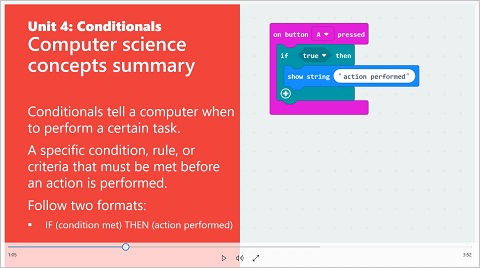 Unit 4: Conditionals
Computer science
concepts summary
Conditionals tell a computer when
to perform a certain task.
A specific condition, rule, or
criteria that must be met before
an action is performed.
Follow two formats:
▪ IF (condition met) THEN (action performed)
on button A ▾ pressed
if true ▾ then
show string "action performed"
1:05
3:52